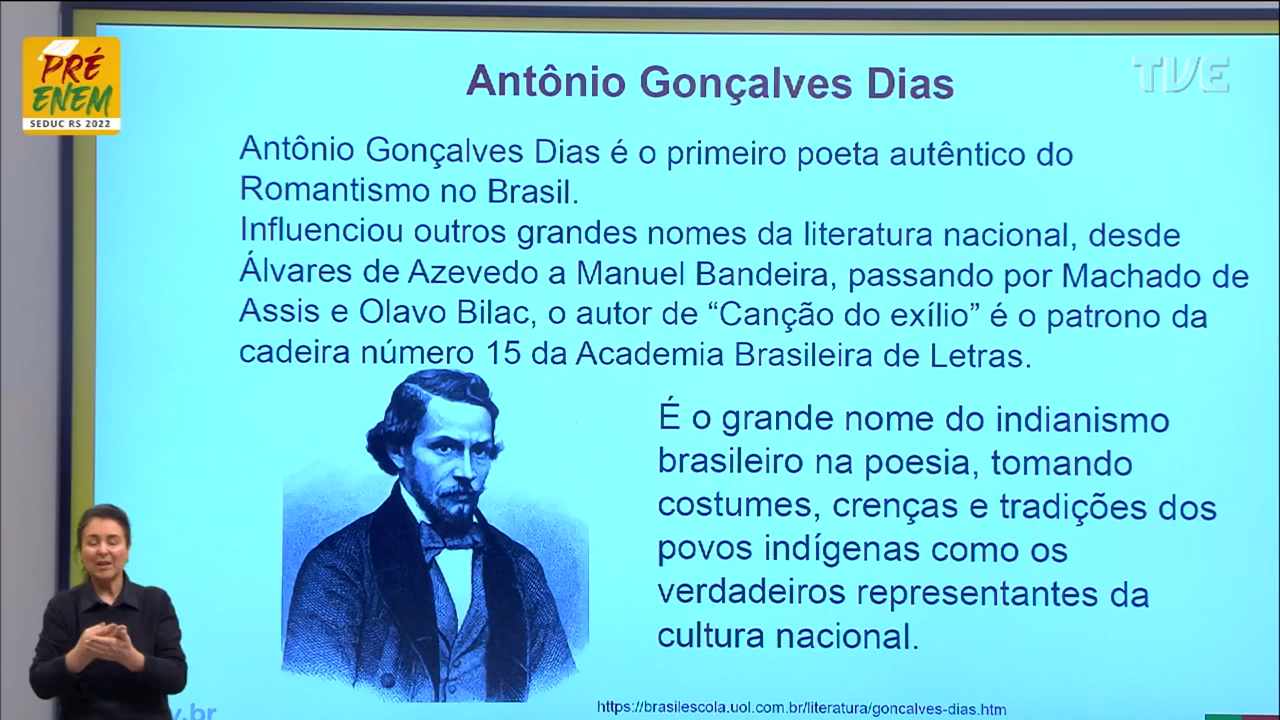 PRÉ
ENEM
SEDUC RS 2022
TVE
Antônio Gonçalves Dias
Antônio Gonçalves Dias é o primeiro poeta autêntico do
Romantismo no Brasil.
Influenciou outros grandes nomes da literatura nacional, desde
Álvares de Azevedo a Manuel Bandeira, passando por Machado de
Assis e Olavo Bilac, o autor de “Canção do exílio” é o patrono da
cadeira número 15 da Academia Brasileira de Letras.
É o grande nome do indianismo
brasileiro na poesia, tomando
costumes, crenças e tradições dos
povos indígenas como os
verdadeiros representantes da
cultura nacional.
https://brasilescola.uol.com.br/literatura/goncalves-dias.htm